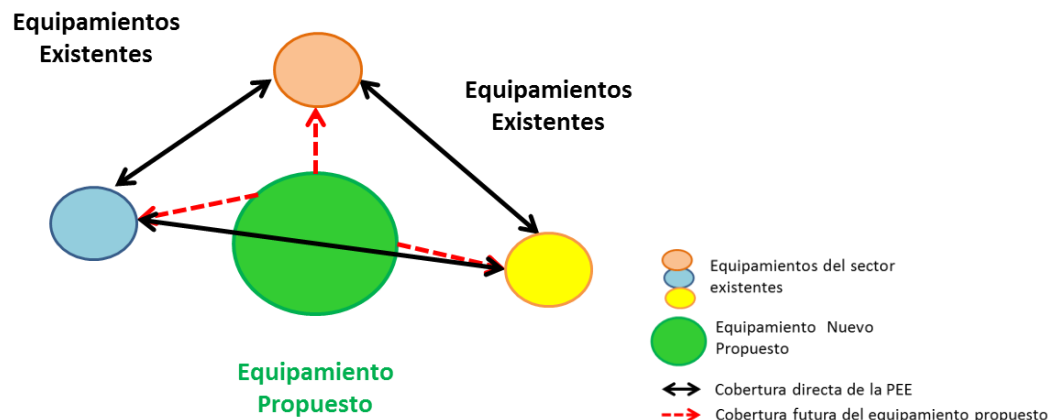 Equipamientos
Existentes
Equipamientos
Existentes
Equipamiento
Propuesto
Equipamientos del sector
existentes
Equipamiento Nuevo
Propuesto
Cobertura directa de la PEE
Cobertura futura del equipamiento propuesto